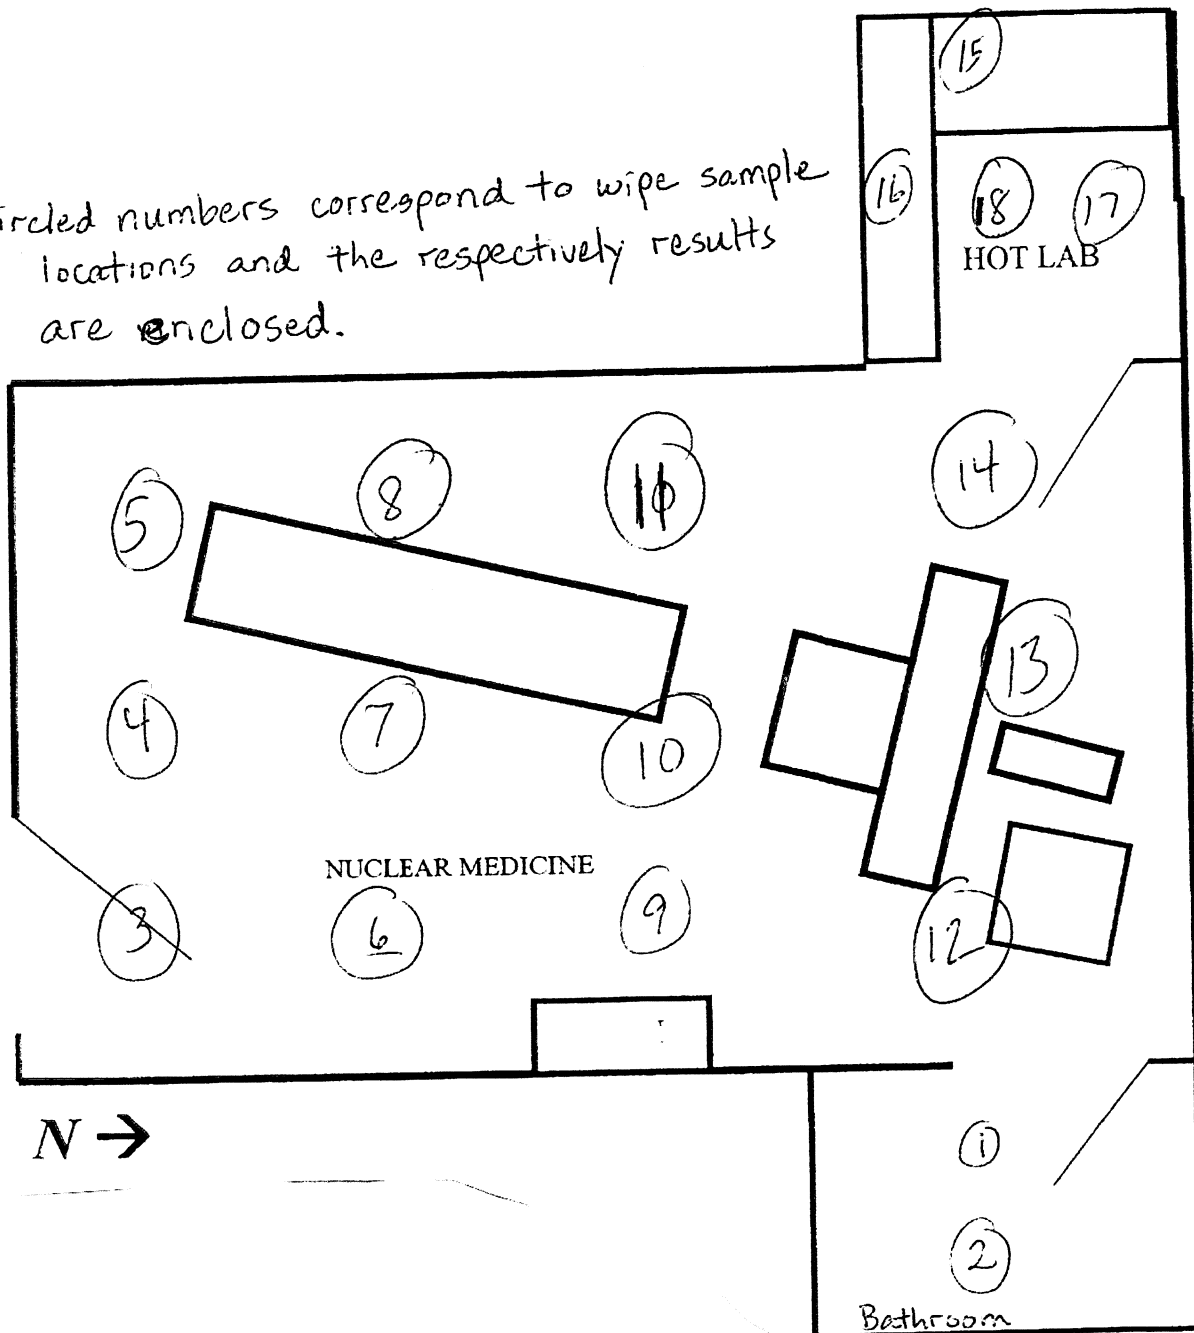 15
ircled numbers correspond to wipe sample
locations and the respectively results
are enclosed.
16 18 17
HOT LAB
5 8 11 14
4 7 10 13
NUCLEAR MEDICINE
3 6 9 12
N →
1
2
Bathroom